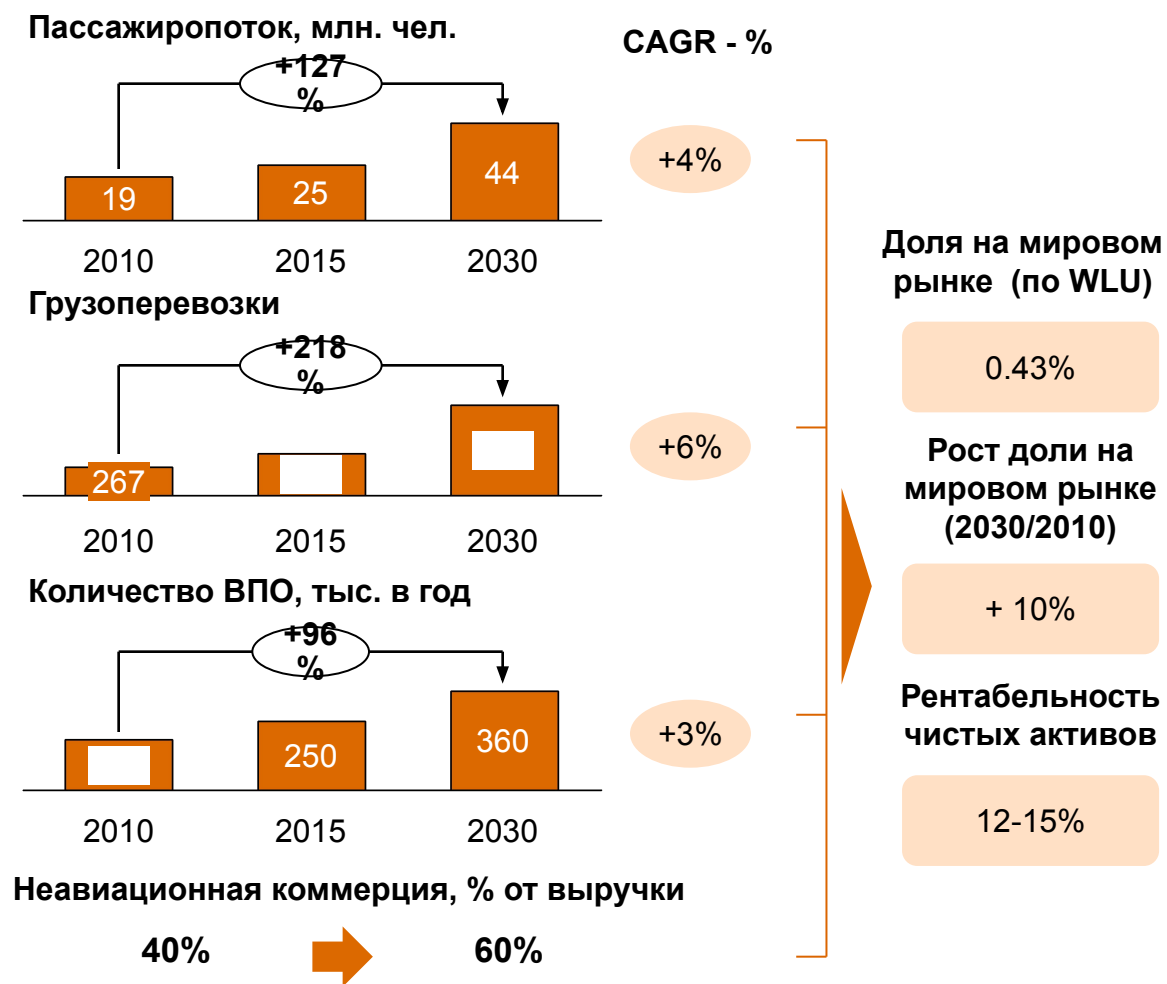 Пассажиропоток, млн. чел.
CAGR - %
+127
%
19
25
44
+4%
2010
2015
2030
Грузоперевозки
+218
%
267
+6%
2010
2015
2030
Количество ВПО, тыс. в год
+96
%
250
360
+3%
2010
2015
2030
Неавиационная коммерция, % от выручки
40%
60%
Доля на мировом
рынке (по WLU)
0.43%
Рост доли на
мировом рынке
(2030/2010)
+ 10%
Рентабельность
чистых активов
12-15%